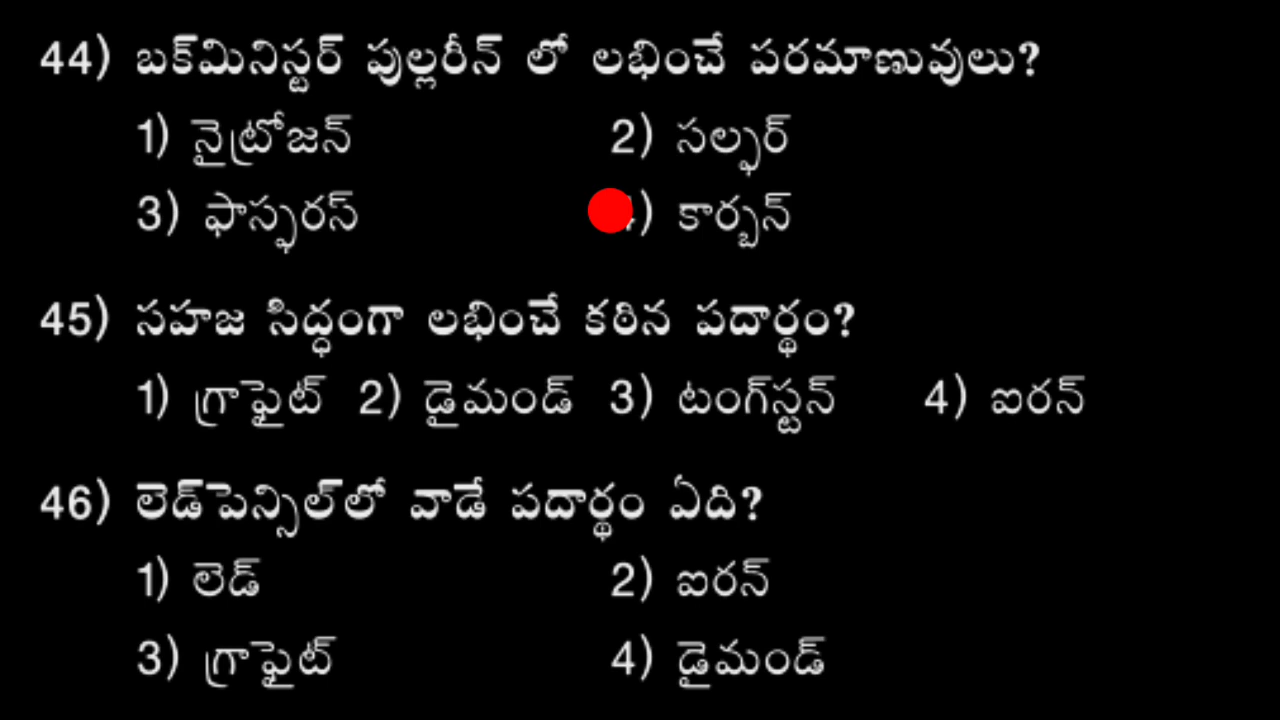 44) బక్‌మినిస్టర్ పుల్లరీన్ లో లభించే పరమాణువులు?
1) నైట్రోజన్ 2) సల్ఫర్
3) ఫాస్ఫరస్ 4) కార్బన్
45) సహజ సిద్ధంగా లభించే కఠిన పదార్థం?
1) గ్రాఫైట్ 2) డైమండ్ 3) టంగ్‌స్టన్ 4) ఐరన్
46) లెడ్‌పెన్సిల్‌లో వాడే పదార్థం ఏది?
1) లెడ్ 2) ఐరన్
3) గ్రాఫైట్ 4) డైమండ్